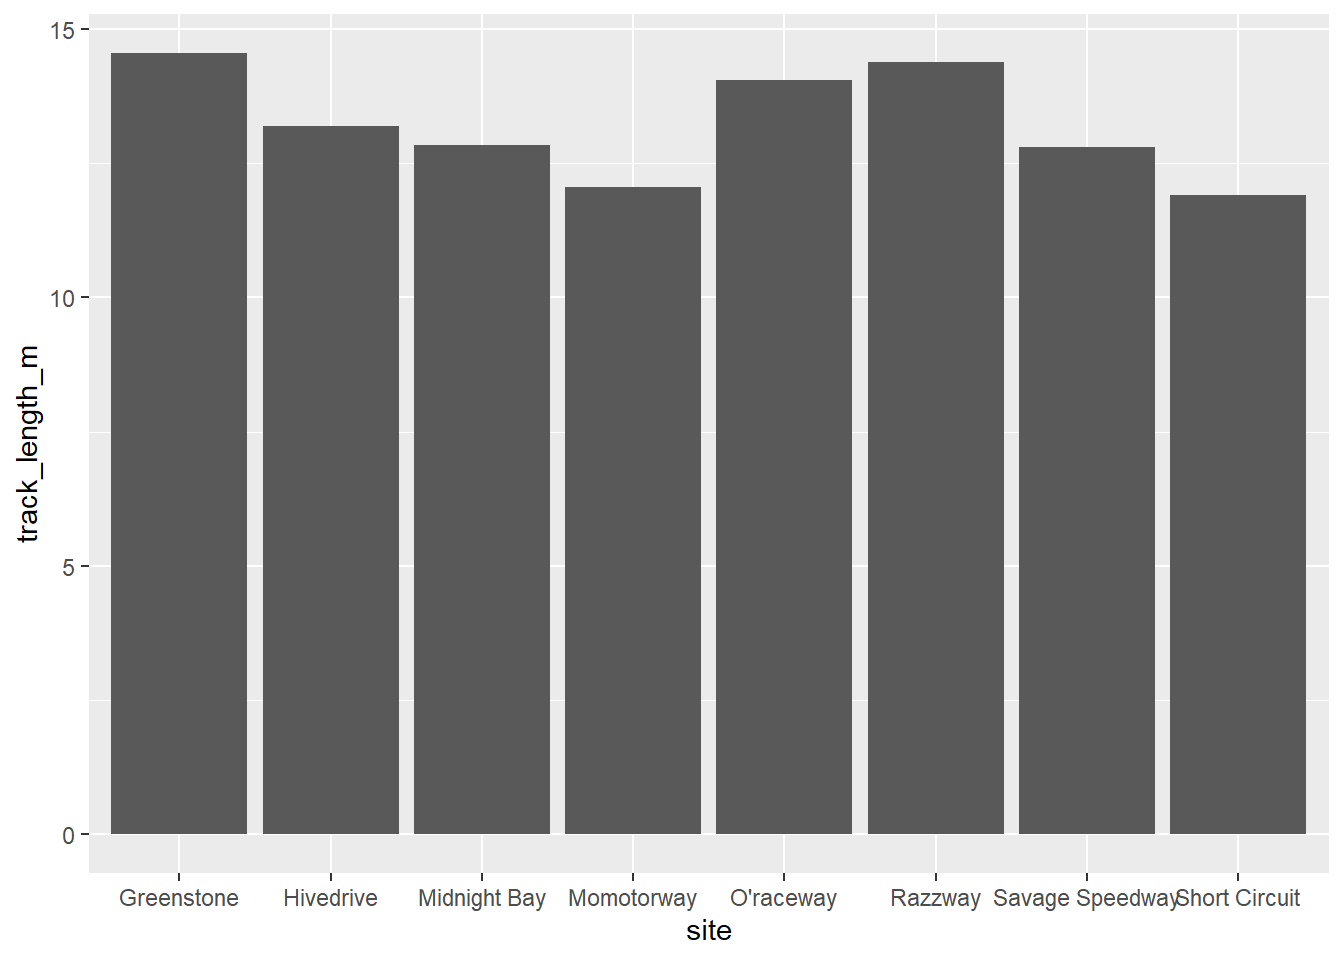 track_length_m
15
10
5
0
Greenstone Hivedrive Midnight Bay Momotorway O'raceway Razzway Savage Speedway Short Circuit
site